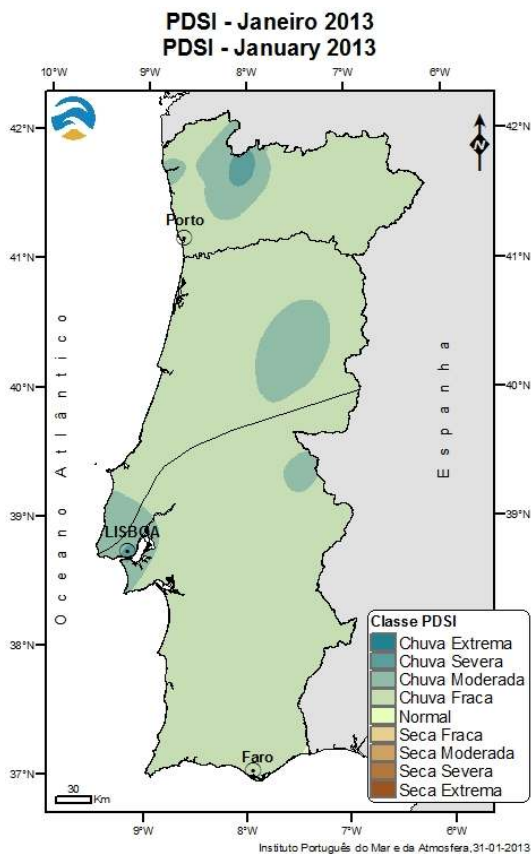 PDSI - Janeiro 2013
PDSI - January 2013
10°W 9°W 8°W 7°W 6°W
42°N 42°N
N
Porto
41°N 41°N
40°N 40°N
Oceano Atlântico
Espanha
39°N 39°N
LISBOA
38°N 38°N
Classe PDSI
Chuva Extrema
Chuva Severa
Chuva Moderada
Chuva Fraca
Normal
Seca Fraca
Seca Moderada
Seca Severa
Seca Extrema
Faro
37°N 37°N
30
Km
9°W 8°W 7°W 6°W
Instituto Português do Mar e da Atmosfera,31-01-2013